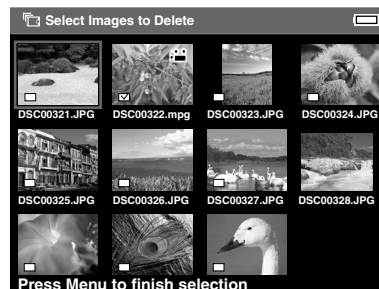 Select Images to Delete
DSC00321.JPG DSC00322.mpg DSC00323.JPG DSC00324.JPG
DSC00325.JPG DSC00326.JPG DSC00327.JPG DSC00328.JPG
Press Menu to finish selection